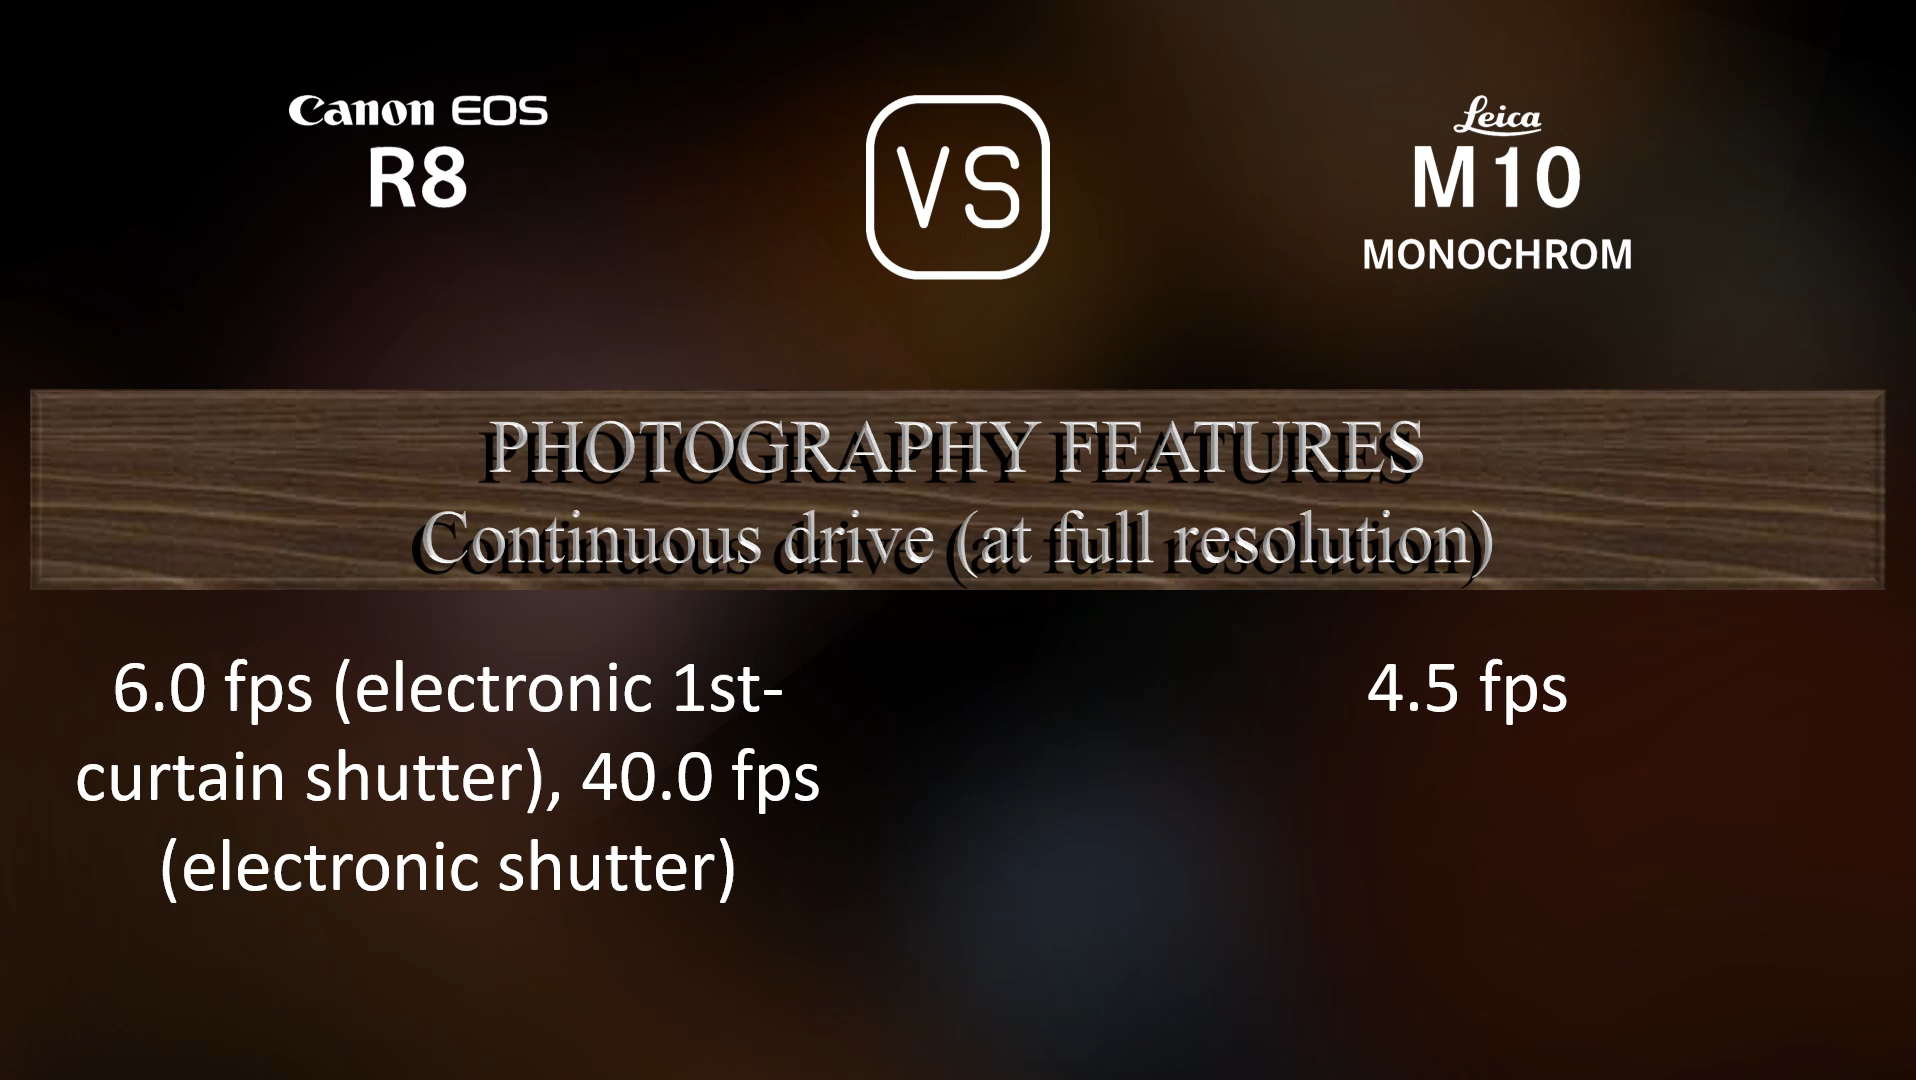 Canon EOS
R8
VS
Leica
M10
MONOCHROM
PHOTOGRAPHY FEATURES
Continuous drive (at full resolution)
6.0 fps (electronic 1st-
curtain shutter), 40.0 fps
(electronic shutter)
4.5 fps